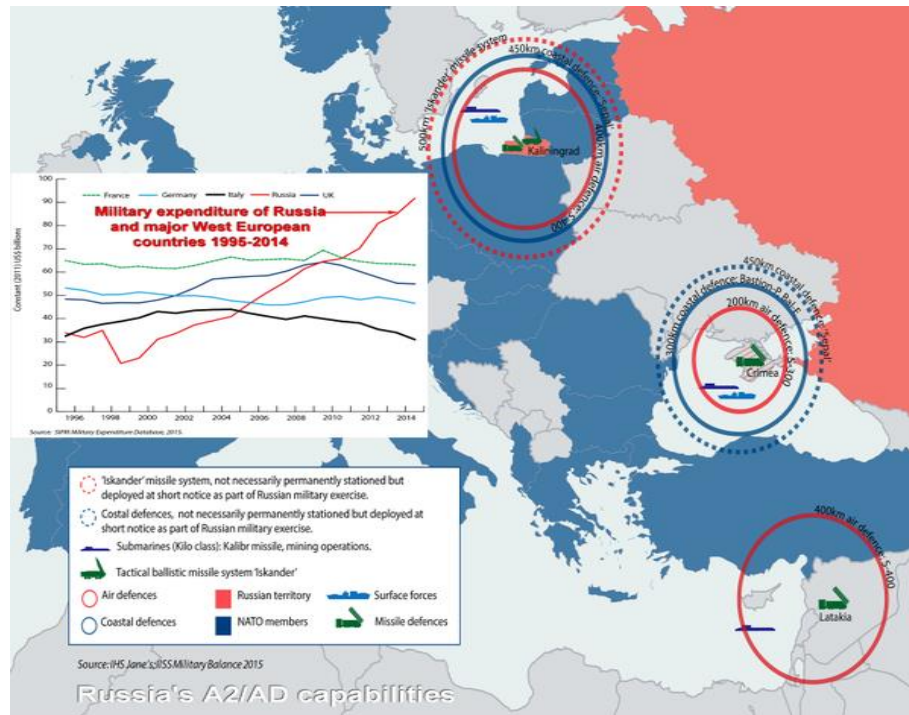 500km 'Iskander' missile system
450km coastal defence: 'Sepal'
400km air defence: S-400
Kaliningrad
France
Germany
Italy
Russia
UK
Military expenditure of Russia
and major West European
countries 1995-2014
Constant (2011) US$ billions
100
90
80
70
60
50
40
30
20
10
0
1996
1998
2000
2002
2004
2006
2008
2010
2012
2014
Source: SIPRI Military Expenditure Database, 2015.
450km coastal defence: 'Sepal'
300km coastal defence: Bastion-P, Bal-E
200km air defence: S-300
Crimea
400km air defence: S-400
Latakia
'Iskander' missile system, not necessarily permanently stationed but
deployed at short notice as part of Russian military exercise.
Costal defences, not necessarily permanently stationed but deployed at
short notice as part of Russian military exercise.
Submarines (Kilo class): Kalibr missile, mining operations.
Tactical ballistic missile system 'Iskander'
Air defences
Russian territory
Surface forces
Coastal defences
NATO members
Missile defences
Source: IHS Jane's;IISS Military Balance 2015
Russia's A2/AD capabilities